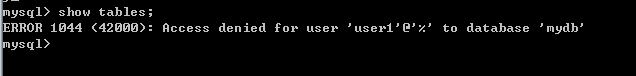 mysql> show tables;
ERROR 1044 (42000): Access denied for user 'user1'@'%' to database 'mydb'
mysql>